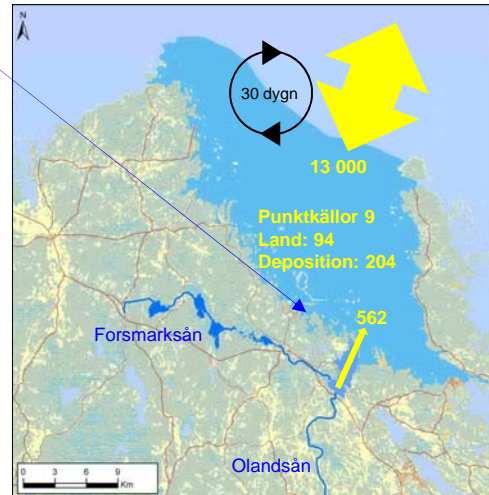 N
30 dygn
13 000
Punktkällor 9
Land: 94
Deposition: 204
562
Forsmarksån
Olandsån
0 3 6 9
Km